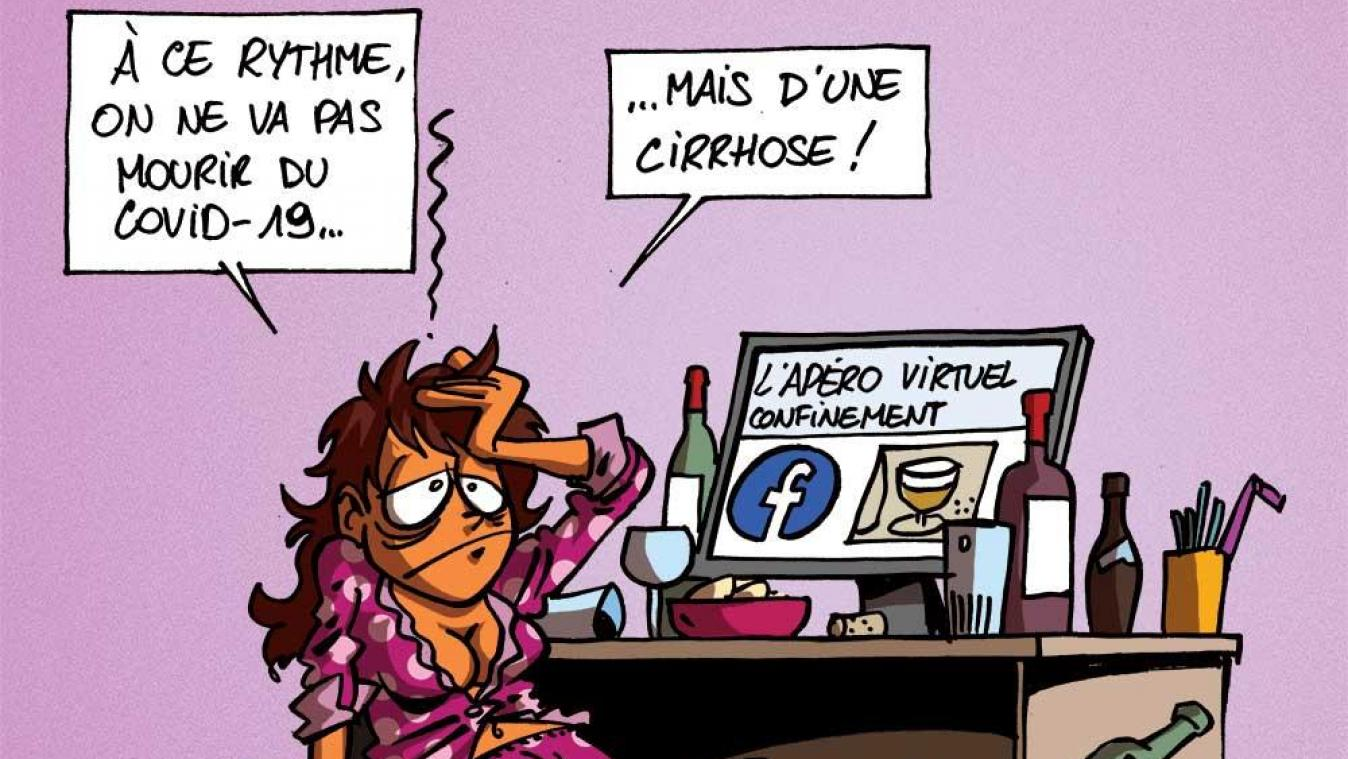 À CE RYTHME,
ON NE VA PAS
MOURIR DU
COVID-19...
...MAIS D'UNE
CIRRHOSE !
L'APÉRO VIRTUEL
CONFINEMENT
f